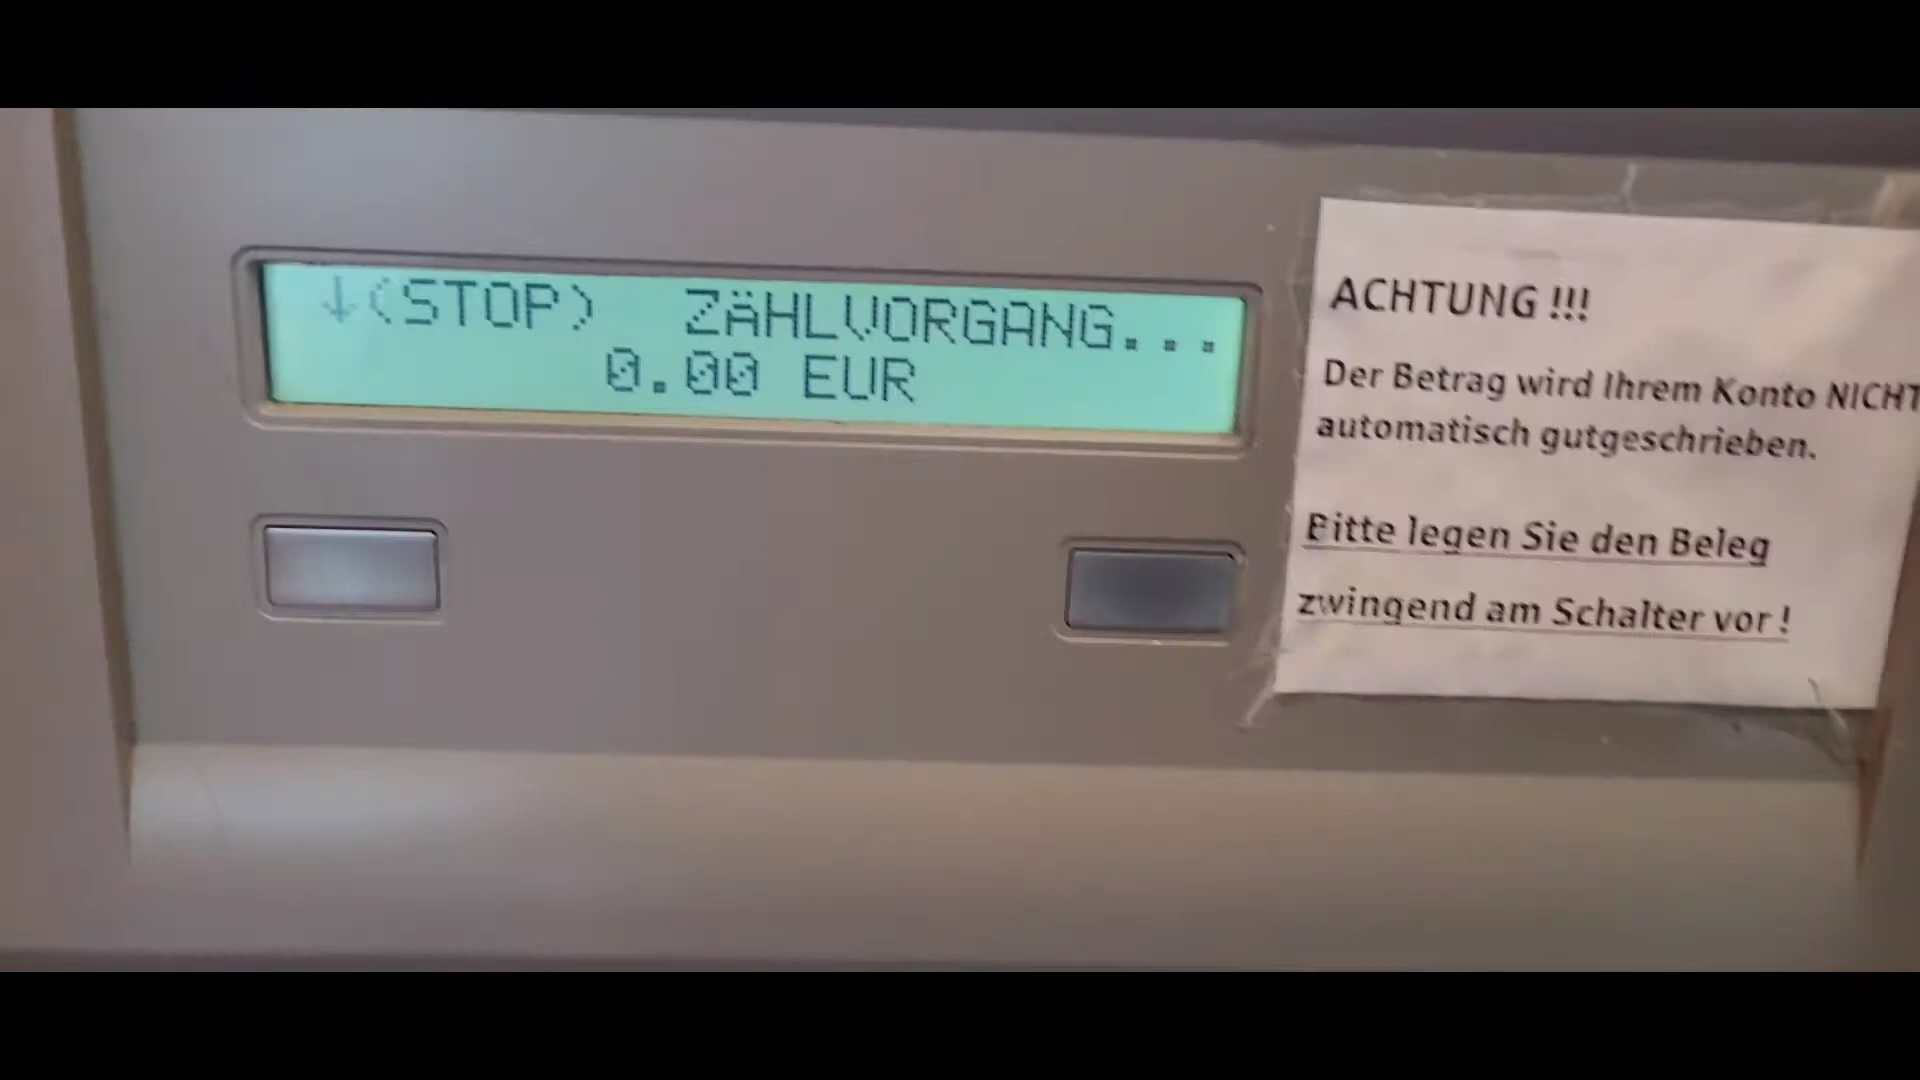 ↓(STOP) ZÄHLVORGANG...
0.00 EUR
ACHTUNG !!!
Der Betrag wird Ihrem Konto NICHT
automatisch gutgeschrieben.
Bitte legen Sie den Beleg
zwingend am Schalter vor !